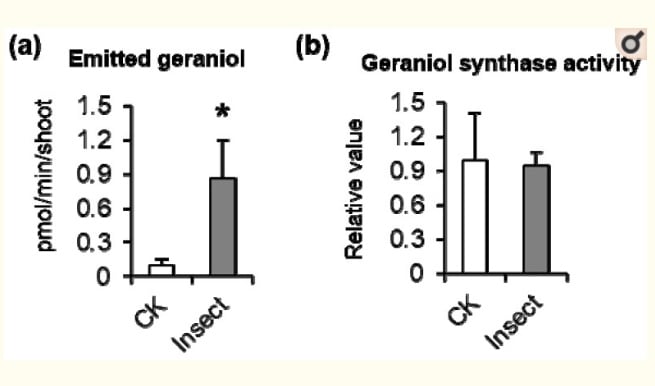 (a)
Emitted geraniol
pmol/min/shoot
1.5
1.2
0.9
0.6
0.3
0
*
CK
Insect
(b)
Geraniol synthase activity
Relative value
1.5
1.2
0.9
0.6
0.3
0
CK
Insect